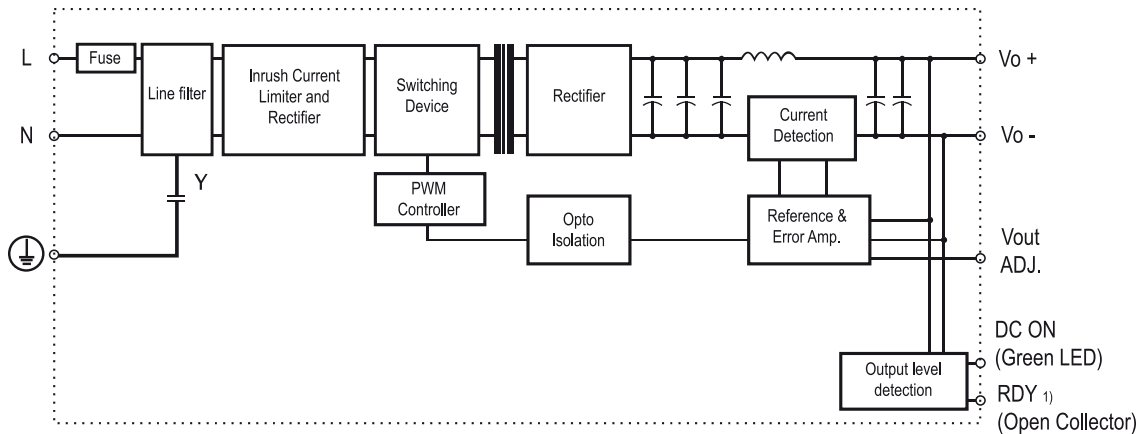 L
Fuse
N
Line filter
Inrush Current
Limiter and
Rectifier
Switching
Device
Rectifier
Current
Detection
Vo +
Vo -
Y
PWM
Controller
Opto
Isolation
Reference &
Error Amp.
Vout
ADJ.
DC ON
(Green LED)
Output level
detection
RDY 1)
(Open Collector)